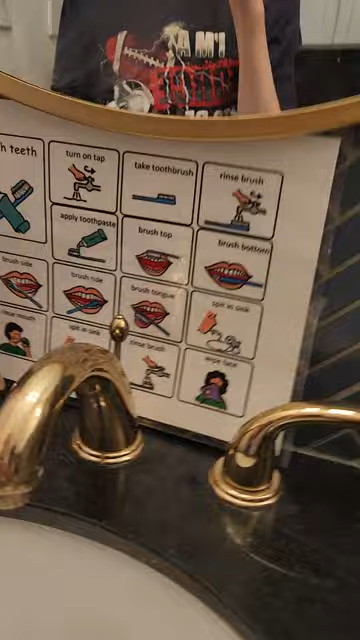 AMI
h teeth
turn on tap
take toothbrush
rinse brush
apply toothpaste
brush top
brush bottom
brush side
brush side
brush tongue
spit in sink
rinse mouth
spit in sink
rinse brush
wipe face